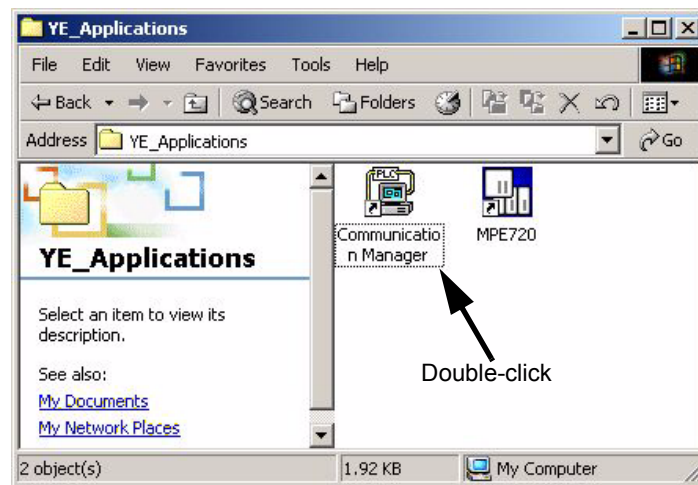 YE_Applications
File Edit View Favorites Tools Help
Back Search Folders
Address YE_Applications Go
PLC
Communicatio
n Manager
MPE720
YE_Applications
Select an item to view its
description.
See also:
My Documents
My Network Places
Double-click
2 object(s) 1.92 KB My Computer